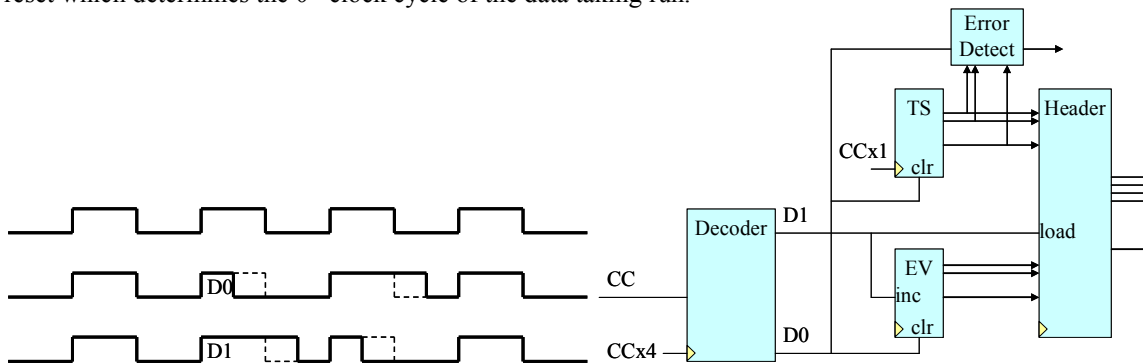 reset which determines the 0 clock cycle of the data taking run.
Error
Detect
TS
Header
CCx1
clr
D1
Decoder
load
EV
D0
CC
inc
D0
clr
D1
CCx4